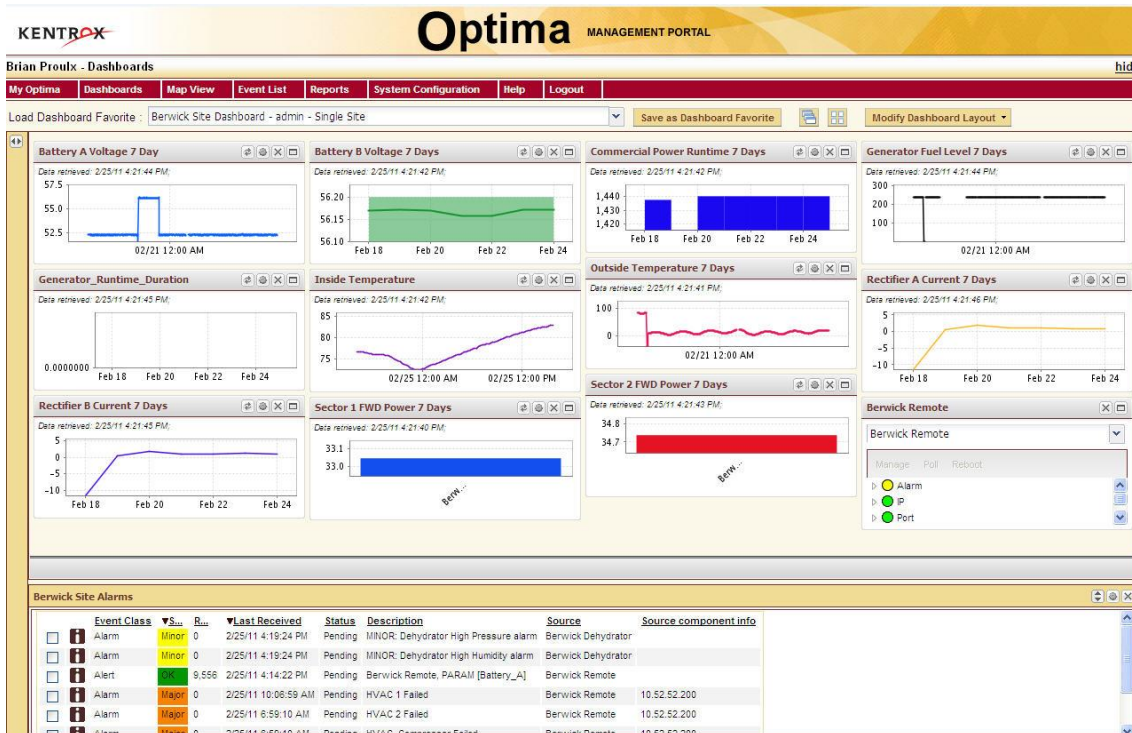 KENTROX
Optima MANAGEMENT PORTAL
Brian Proulx - Dashboards hid
My Optima Dashboards Map View Event List Reports System Configuration Help Logout
Load Dashboard Favorite : Berwick Site Dashboard - admin - Single Site Save as Dashboard Favorite Modify Dashboard Layout
Battery A Voltage 7 Day
Data retrieved: 2/25/11 4:21:44 PM;
57.5
55.0
52.5
02/21 12:00 AM
Battery B Voltage 7 Days
Data retrieved: 2/25/11 4:21:42 PM;
56.20
56.15
56.10
Feb 18 Feb 20 Feb 22 Feb 24
Commercial Power Runtime 7 Days
Data retrieved: 2/25/11 4:21:42 PM;
1,440
1,430
1,420
Feb 18 Feb 20 Feb 22 Feb 24
Generator Fuel Level 7 Days
Data retrieved: 2/25/11 4:21:44 PM;
300
200
100
02/21 12:00 AM
Generator_Runtime_Duration
Data retrieved: 2/25/11 4:21:45 PM;
0.0000000
Feb 18 Feb 20 Feb 22 Feb 24
Inside Temperature
Data retrieved: 2/25/11 4:21:42 PM;
85
80
75
02/25 12:00 AM 02/25 12:00 PM
Outside Temperature 7 Days
Data retrieved: 2/25/11 4:21:41 PM;
100
0
02/21 12:00 AM
Rectifier A Current 7 Days
Data retrieved: 2/25/11 4:21:46 PM;
5
0
-5
-10
Feb 18 Feb 20 Feb 22 Feb 24
Rectifier B Current 7 Days
Data retrieved: 2/25/11 4:21:45 PM;
5
0
-5
-10
Feb 18 Feb 20 Feb 22 Feb 24
Sector 1 FWD Power 7 Days
Data retrieved: 2/25/11 4:21:40 PM;
33.1
33.0
Berw...
Sector 2 FWD Power 7 Days
Data retrieved: 2/25/11 4:21:43 PM;
34.8
34.7
Berw...
Berwick Remote
Berwick Remote
Manage Poll Reboot
Alarm
IP
Port
Berwick Site Alarms
Event Class S... R... Last Received Status Description Source Source component info
Alarm Minor 0 2/25/11 4:19:24 PM Pending MINOR: Dehydrator High Pressure alarm Berwick Dehydrator
Alarm Minor 0 2/25/11 4:19:24 PM Pending MINOR: Dehydrator High Humidity alarm Berwick Dehydrator
Alert OK 9,556 2/25/11 4:14:22 PM Pending Berwick Remote, PARAM [Battery_A] Berwick Remote
Alarm Major 0 2/25/11 10:06:59 AM Pending HVAC 1 Failed Berwick Remote 10.52.52.200
Alarm Major 0 2/25/11 6:59:10 AM Pending HVAC 2 Failed Berwick Remote 10.52.52.200
Alarm Major 0 2/25/11 6:59:10 AM Pending HVAC Compressor Failed Berwick Remote 10.52.52.200